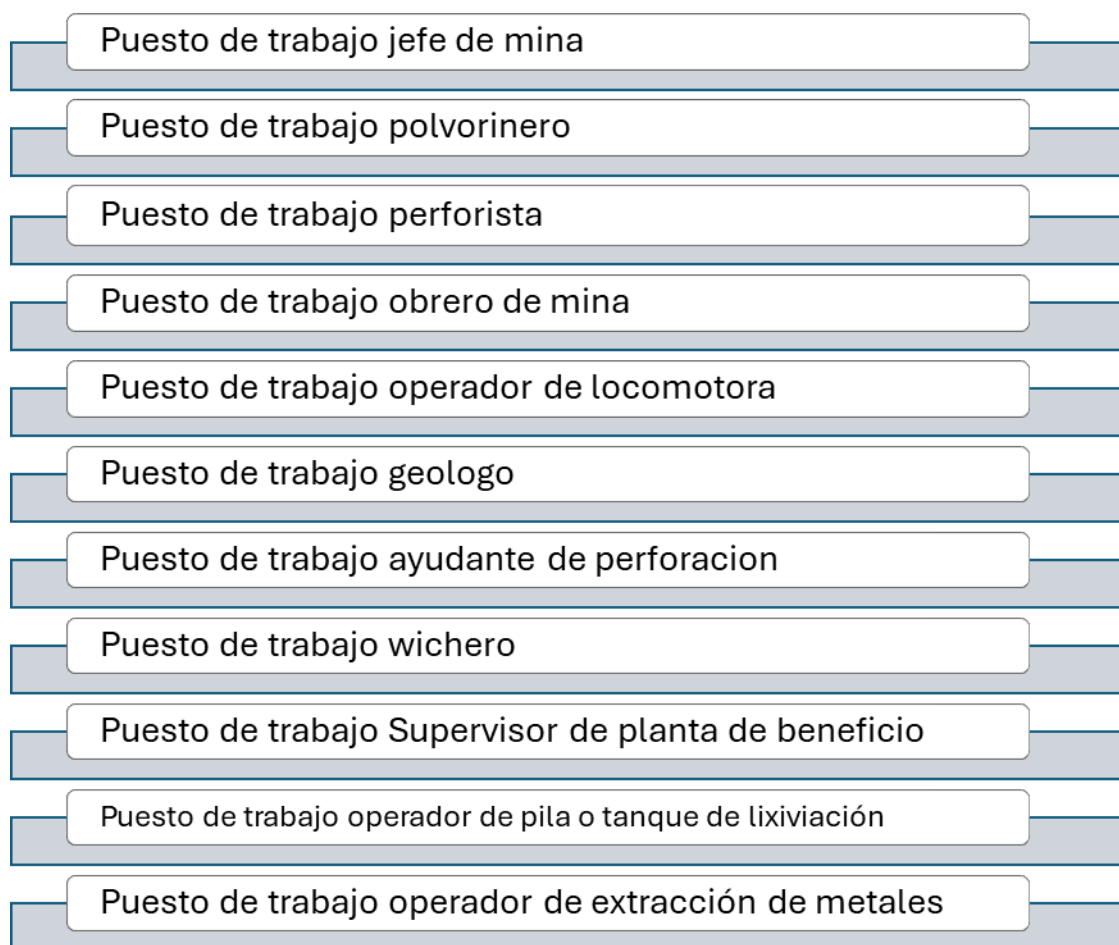 Puesto de trabajo jefe de mina
Puesto de trabajo polvorinero
Puesto de trabajo perforista
Puesto de trabajo obrero de mina
Puesto de trabajo operador de locomotora
Puesto de trabajo geologo
Puesto de trabajo ayudante de perforacion
Puesto de trabajo wichero
Puesto de trabajo Supervisor de planta de beneficio
Puesto de trabajo operador de pila o tanque de lixiviación
Puesto de trabajo operador de extracción de metales